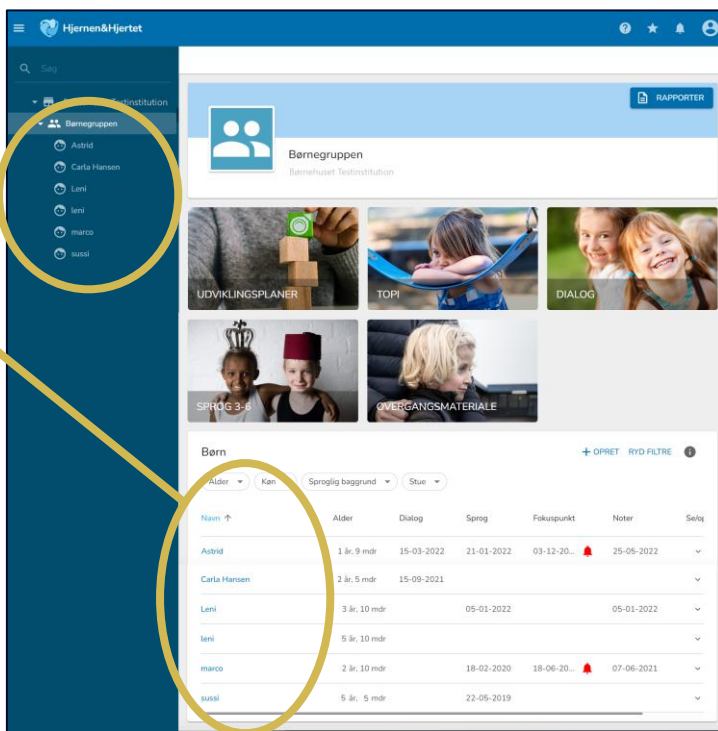 Hjernen&Hjertet
Søg
Testinstitution
Børnegruppen
Astrid
Carla Hansen
Leni
leni
marco
sussi
RAPPORTER
Børnegruppen
Børnehuset Testinstitution
UDVIKLINGSPLANER
TOPI
DIALOG
SPROG 3-6
OVERGANGSMATERIALE
Børn
+ OPRET RYD FILTRE
Alder Køn Sproglig baggrund Stue
Navn ↑ Alder Dialog Sprog Fokuspunkt Noter
Astrid 1 år, 9 mdr 15-03-2022 21-01-2022 03-12-20... 25-05-2022
Carla Hansen 2 år, 5 mdr 15-09-2021
Leni 3 år, 10 mdr 05-01-2022 05-01-2022
leni 5 år, 10 mdr
marco 2 år, 10 mdr 18-02-2020 18-06-20... 07-06-2021
sussi 5 år, 5 mdr 22-05-2019